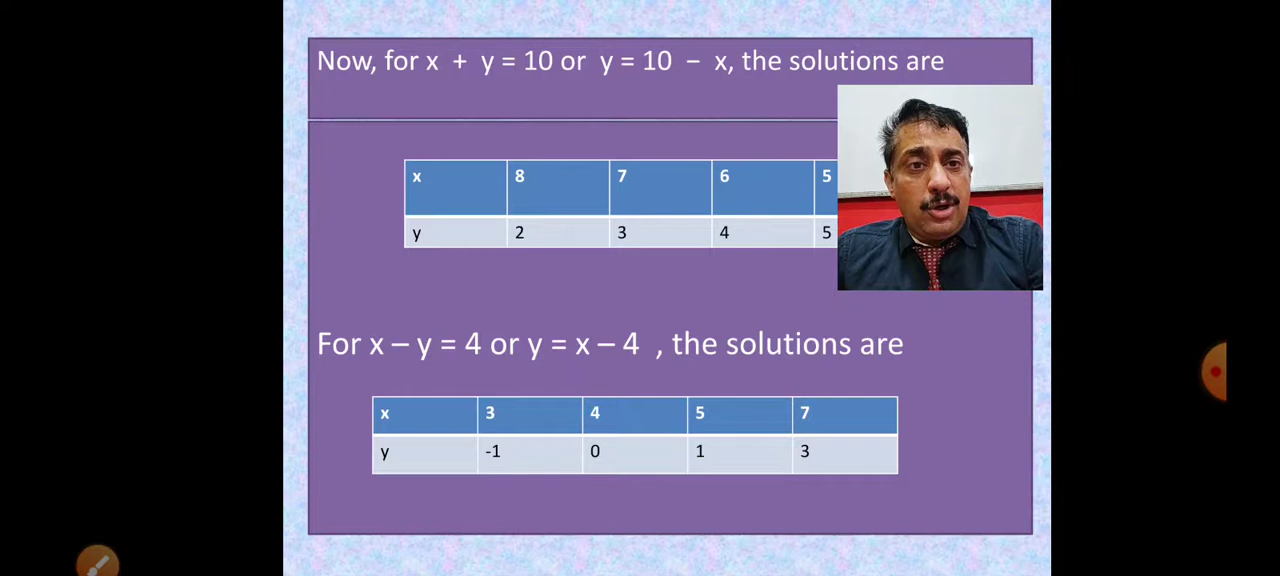 Now, for x + y = 10 or y = 10 − x, the solutions are
x 8 7 6 5
y 2 3 4 5
For x – y = 4 or y = x – 4 , the solutions are
x 3 4 5 7
y -1 0 1 3